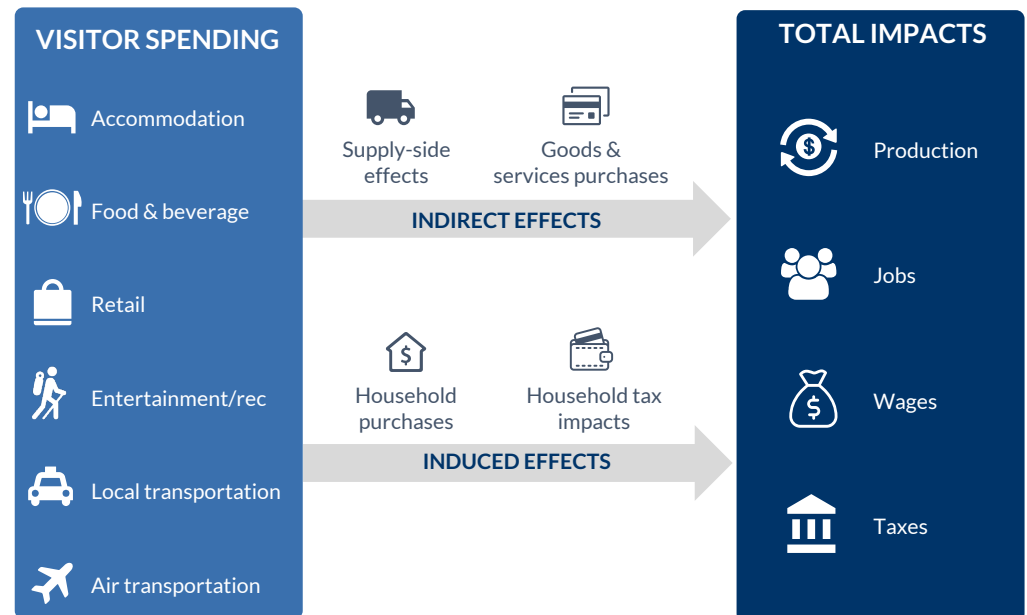 VISITOR SPENDING
Accommodation
Food & beverage
Retail
Entertainment/rec
Local transportation
Air transportation
Supply-side
effects
Goods &
services purchases
INDIRECT EFFECTS
Household
purchases
Household tax
impacts
INDUCED EFFECTS
TOTAL IMPACTS
Production
Jobs
Wages
Taxes